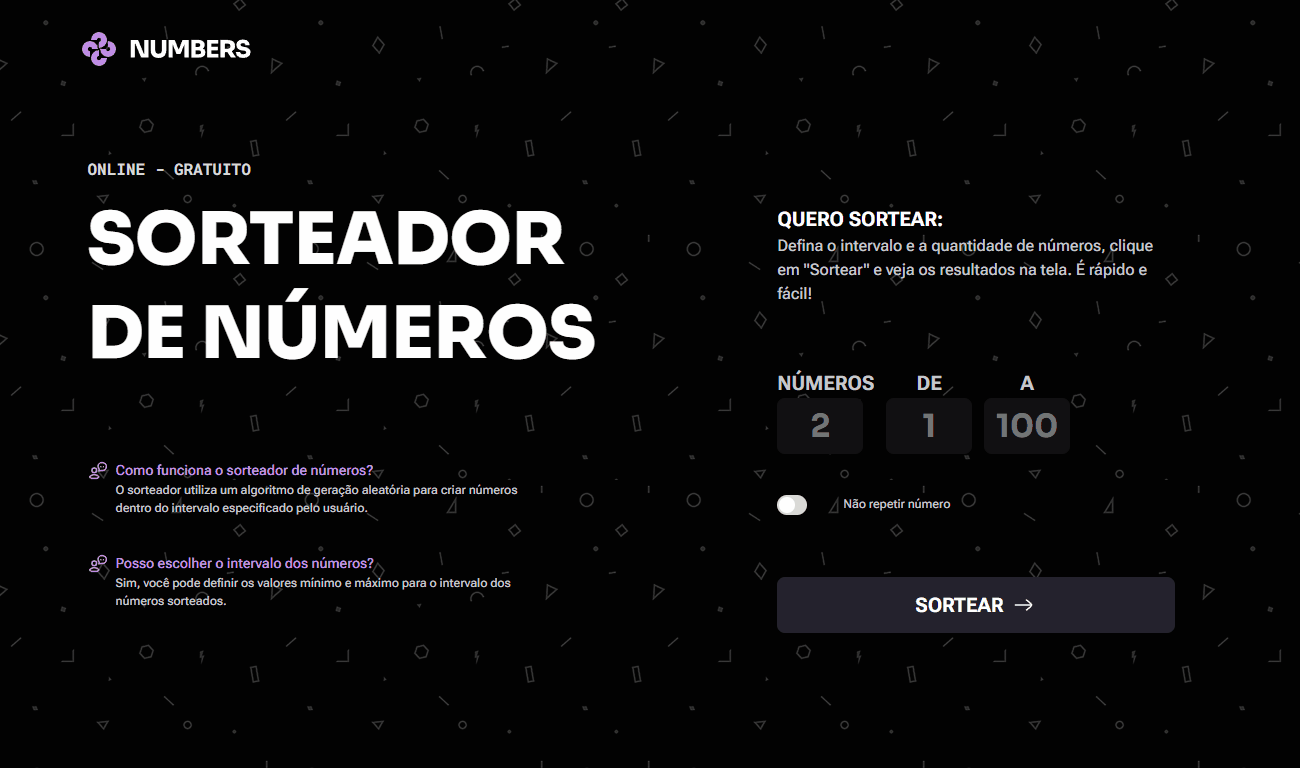 NUMBERS
ONLINE - GRATUITO
SORTEADOR
DE NÚMEROS
Como funciona o sorteador de números?
O sorteador utiliza um algoritmo de geração aleatória para criar números
dentro do intervalo especificado pelo usuário.
Posso escolher o intervalo dos números?
Sim, você pode definir os valores mínimo e máximo para o intervalo dos
números sorteados.
QUERO SORTEAR:
Defina o intervalo e a quantidade de números, clique
em "Sortear" e veja os resultados na tela. É rápido e
fácil!
NÚMEROS DE A
2 1 100
Não repetir número
SORTEAR →